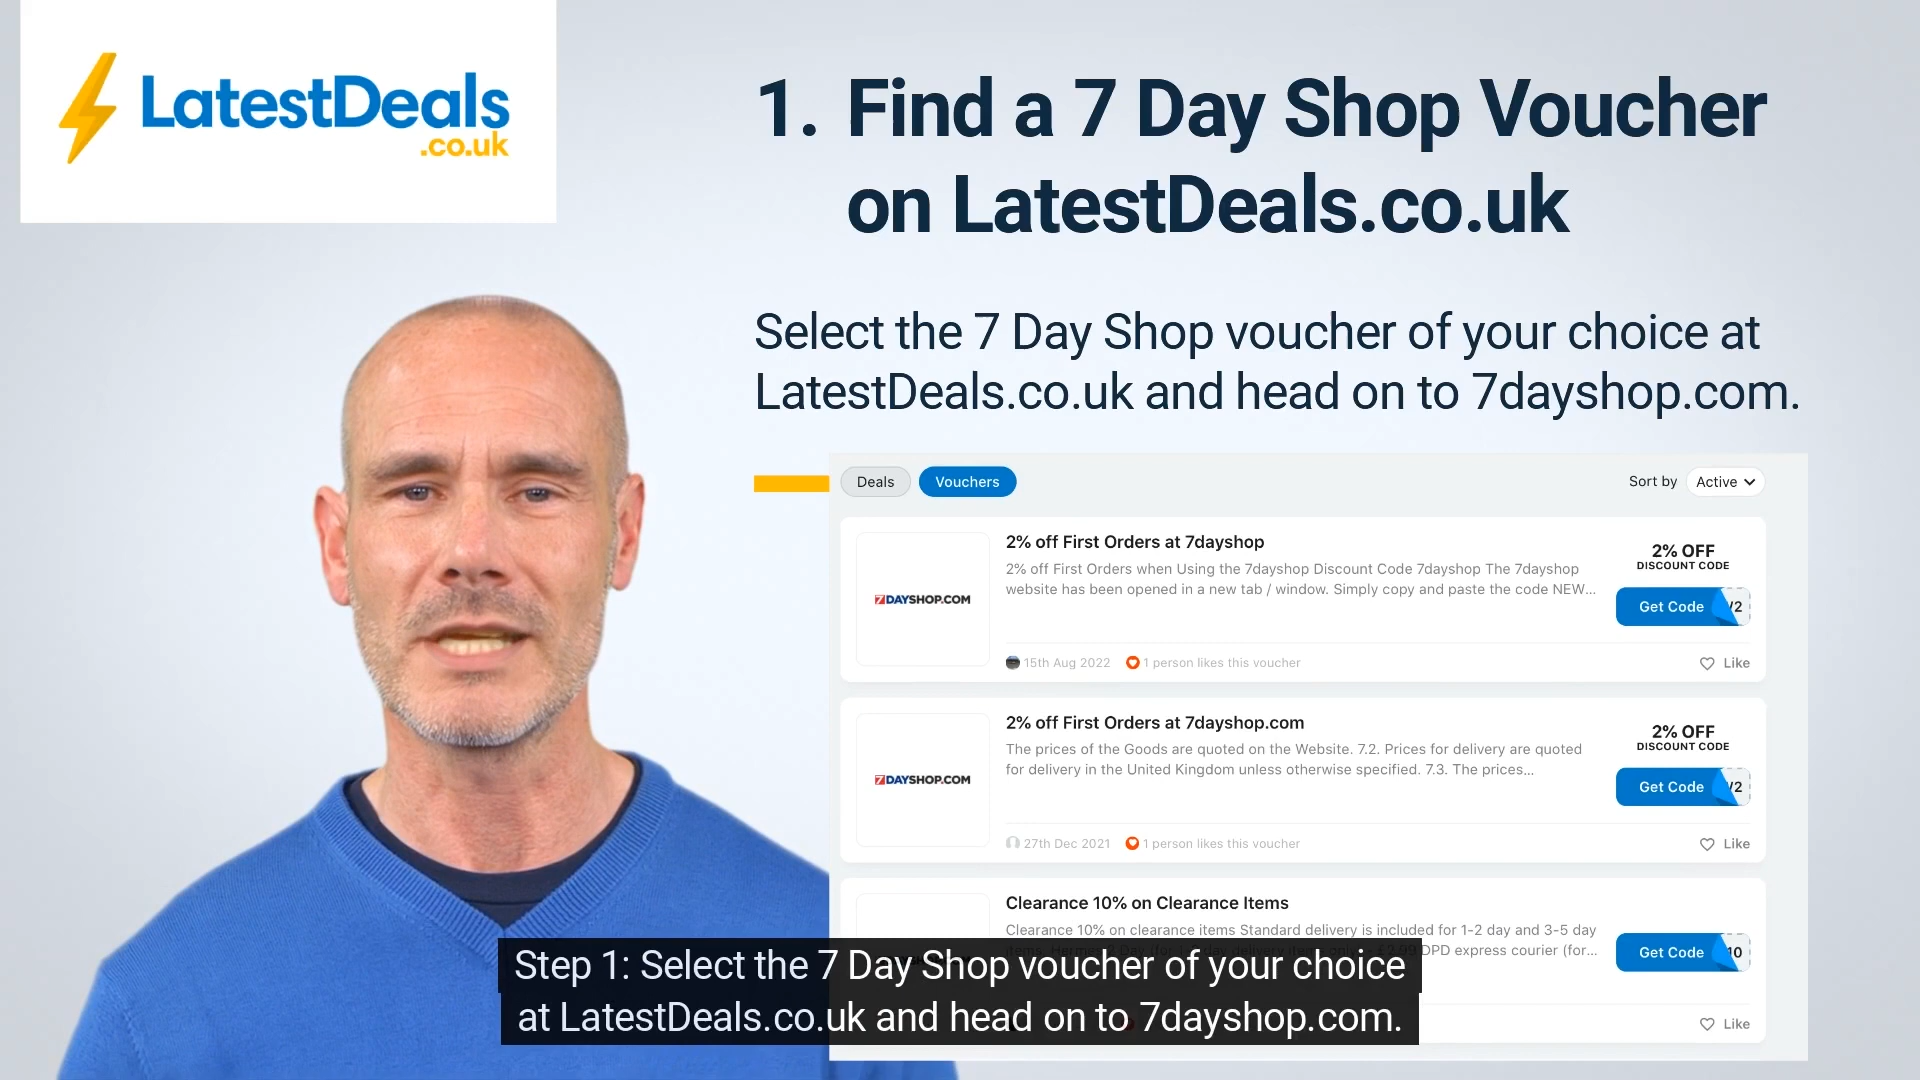 LatestDeals
.co.uk
1. Find a 7 Day Shop Voucher
on LatestDeals.co.uk
Select the 7 Day Shop voucher of your choice at
LatestDeals.co.uk and head on to 7dayshop.com.
Deals Vouchers Sort by Active
2% off First Orders at 7dayshop
2% off First Orders when Using the 7dayshop Discount Code 7dayshop The 7dayshop
website has been opened in a new tab / window. Simply copy and paste the code NEW...
7DAYSHOP.COM
2% OFF
DISCOUNT CODE
Get Code
15th Aug 2022 1 person likes this voucher Like
2% off First Orders at 7dayshop.com
The prices of the Goods are quoted on the Website. 7.2. Prices for delivery are quoted
for delivery in the United Kingdom unless otherwise specified. 7.3. The prices...
7DAYSHOP.COM
2% OFF
DISCOUNT CODE
Get Code
27th Dec 2021 1 person likes this voucher Like
Clearance 10% on Clearance Items
Clearance 10% on clearance items Standard delivery is included for 1-2 day and 3-5 day
DPD express courier (for...
Get Code 10
Like
Step 1: Select the 7 Day Shop voucher of your choice
at LatestDeals.co.uk and head on to 7dayshop.com.